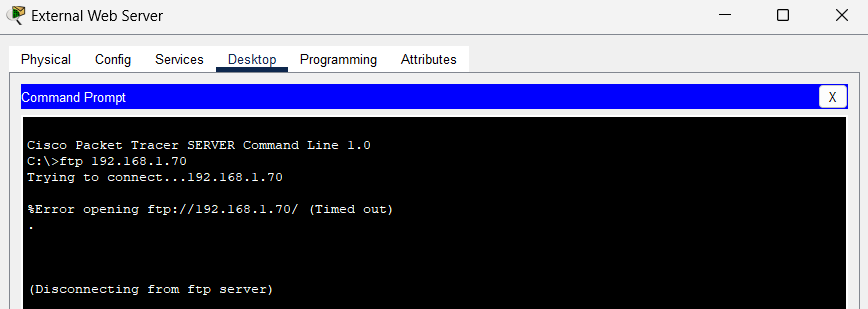 External Web Server
Physical Config Services Desktop Programming Attributes
Command Prompt X
Cisco Packet Tracer SERVER Command Line 1.0
C:\>ftp 192.168.1.70
Trying to connect...192.168.1.70
%Error opening ftp://192.168.1.70/ (Timed out)
.
(Disconnecting from ftp server)